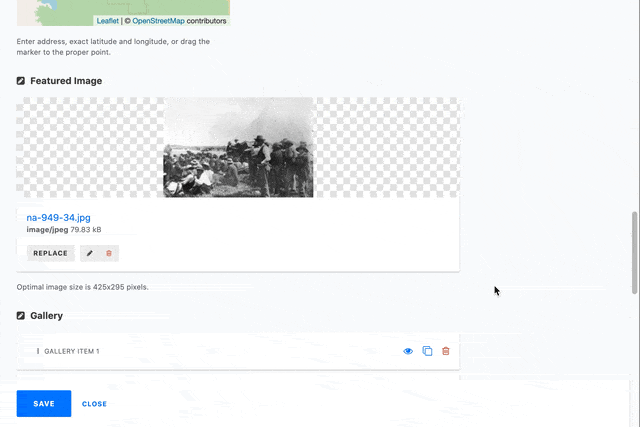 Leaflet | © OpenStreetMap contributors
Enter address, exact latitude and longitude, or drag the
marker to the proper point.
Featured Image
na-949-34.jpg
image/jpeg 79.83 kB
REPLACE
Optimal image size is 425x295 pixels.
Gallery
GALLERY ITEM 1
SAVE CLOSE